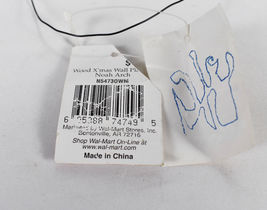 $
Wood X'mas Wall Pl
Noah Arch
N5473OWN
6 05388 74749 5
Marketed by Wal-Mart Stores, Inc.
Bentonville, AR 72716
Shop Wal-Mart On-Line at
www.wal-mart.com
Made in China